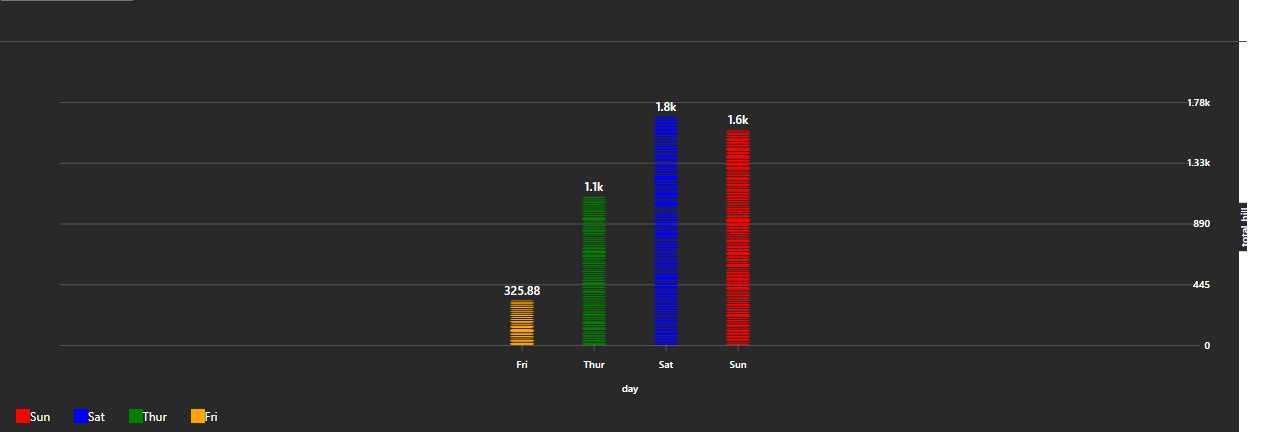 1.78k
1.8k
1.6k
1.33k
1.1k
890
total_bill
445
325.88
0
Fri Thur Sat Sun
day
Sun Sat Thur Fri